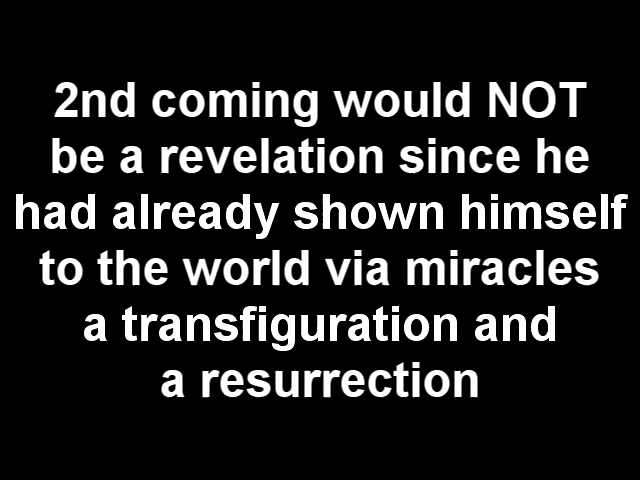 2nd coming would NOT
be a revelation since he
had already shown himself
to the world via miracles
a transfiguration and
a resurrection